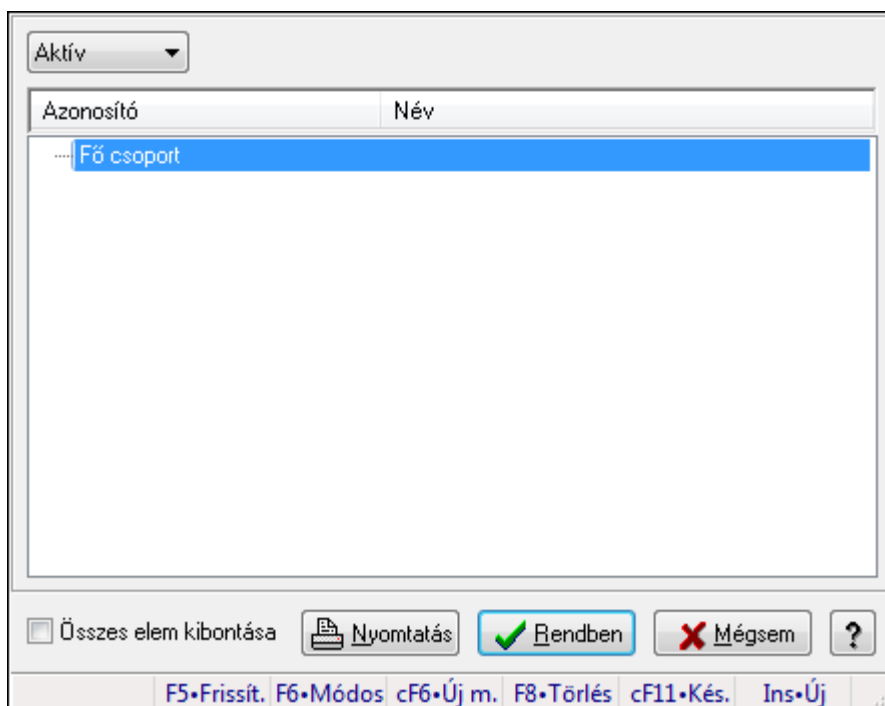 Aktív
Azonosító Név
Fő csoport
Összes elem kibontása Nyomtatás Rendben Mégsem ?
F5•Frissít. F6•Módos cF6•Új m. F8•Törlés cF11•Kés. Ins•Új